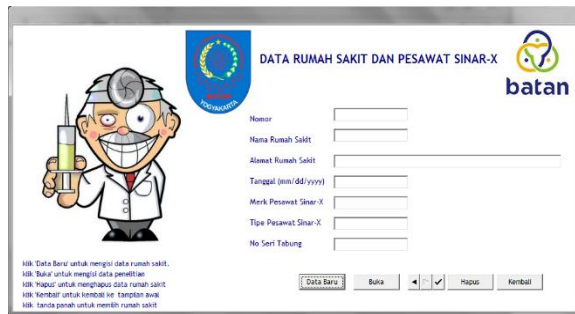 DATA RUMAH SAKIT DAN PESAWAT SINAR-X
batan
YOGYAKARTA
Nomor
Nama Rumah Sakit
Alamat Rumah Sakit
Tanggal (mm/dd/yyyy)
Merk Pesawat Sinar-X
Tipe Pesawat Sinar-X
No Seri Tabung
klik 'Data Baru' untuk mengisi data rumah sakit.
klik 'Buka' untuk mengisi data penelitian
klik 'Hapus' untuk menghapus data rumah sakit
klik 'Kembali' untuk kembali ke tampilan awal
klik tanda panah untuk memilih rumah sakit
Data Baru Buka Hapus Kembali